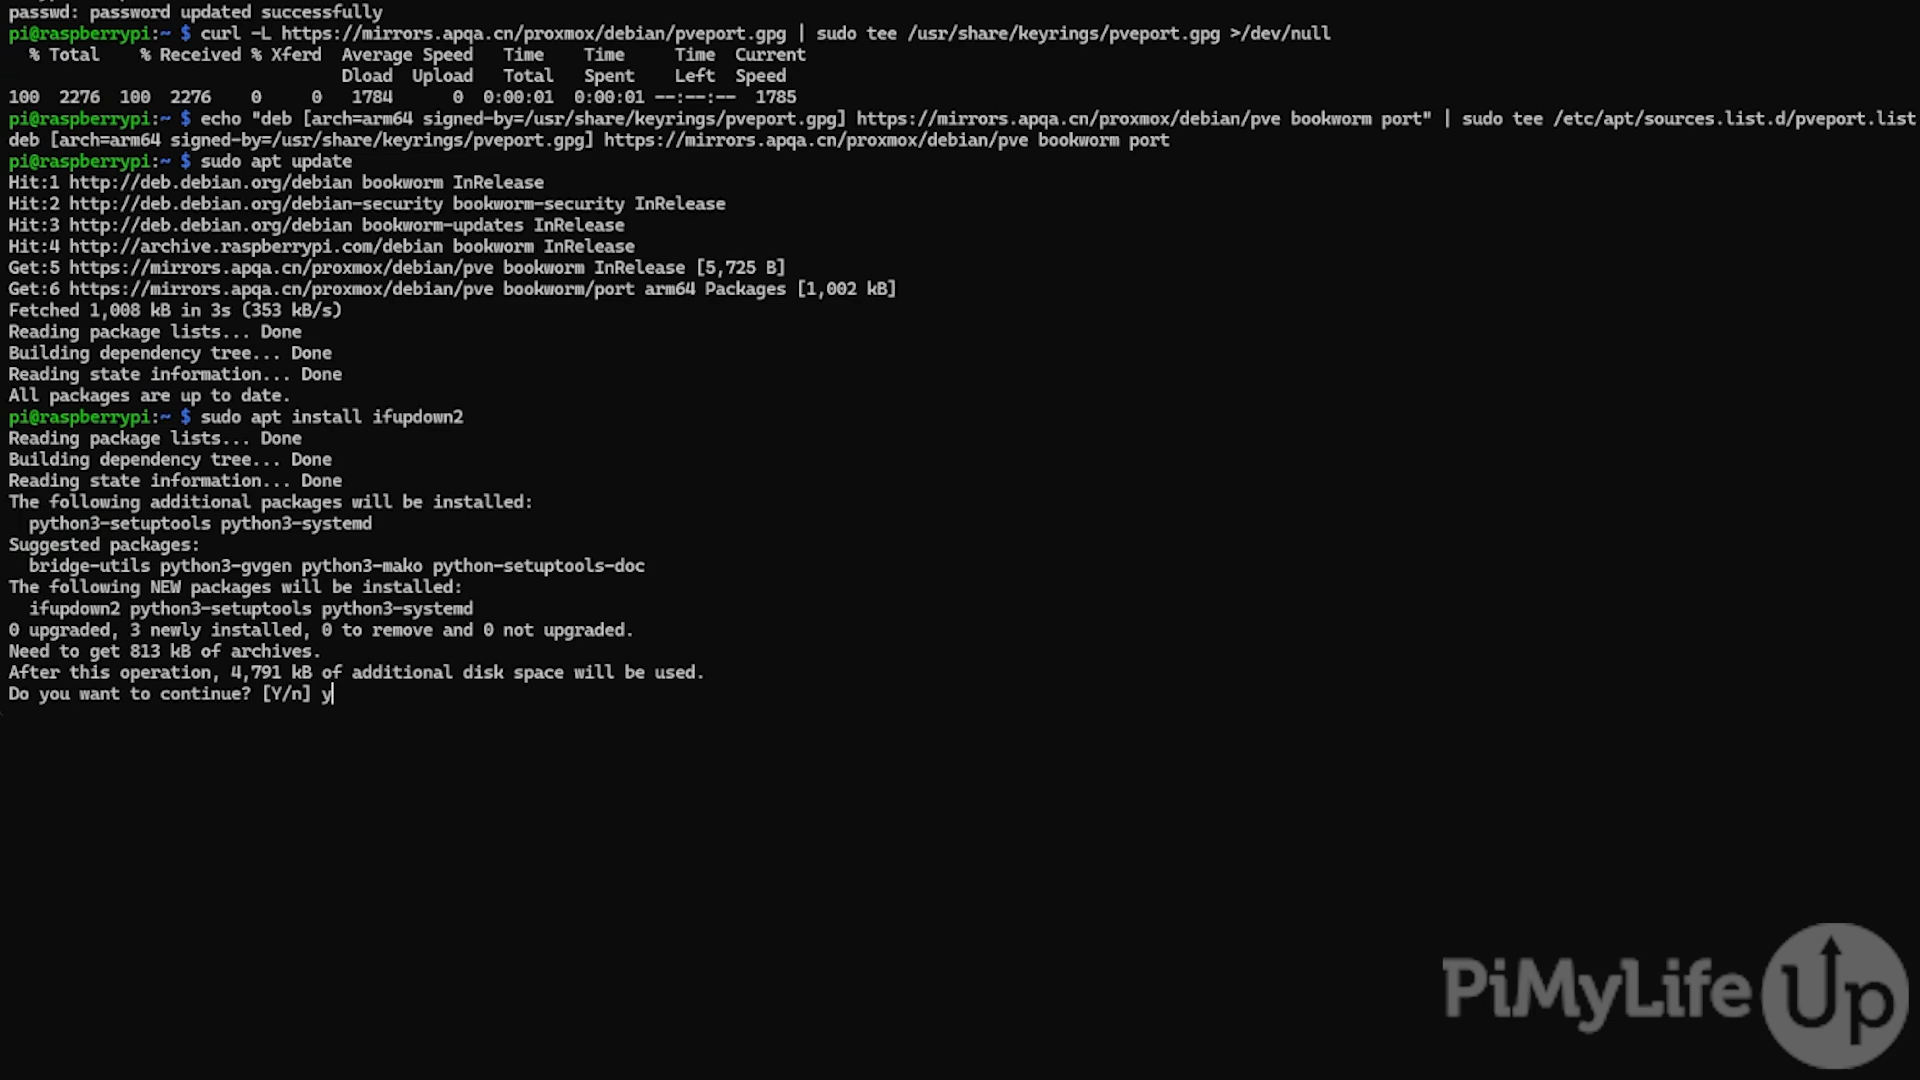 passwd: password updated successfully
pi@raspberrypi:~ $ curl -L https://mirrors.apqa.cn/proxmox/debian/pveport.gpg | sudo tee /usr/share/keyrings/pveport.gpg >/dev/null
  % Total    % Received % Xferd  Average Speed   Time    Time     Time  Current
                                 Dload  Upload   Total   Spent    Left  Speed
100  2276  100  2276    0     0   1784      0  0:00:01  0:00:01 --:--:--  1785
pi@raspberrypi:~ $ echo "deb [arch=arm64 signed-by=/usr/share/keyrings/pveport.gpg] https://mirrors.apqa.cn/proxmox/debian/pve bookworm port" | sudo tee /etc/apt/sources.list.d/pveport.list
deb [arch=arm64 signed-by=/usr/share/keyrings/pveport.gpg] https://mirrors.apqa.cn/proxmox/debian/pve bookworm port
pi@raspberrypi:~ $ sudo apt update
Hit:1 http://deb.debian.org/debian bookworm InRelease
Hit:2 http://deb.debian.org/debian-security bookworm-security InRelease
Hit:3 http://deb.debian.org/debian bookworm-updates InRelease
Hit:4 http://archive.raspberrypi.com/debian bookworm InRelease
Get:5 https://mirrors.apqa.cn/proxmox/debian/pve bookworm InRelease [5,725 B]
Get:6 https://mirrors.apqa.cn/proxmox/debian/pve bookworm/port arm64 Packages [1,002 kB]
Fetched 1,008 kB in 3s (353 kB/s)
Reading package lists... Done
Building dependency tree... Done
Reading state information... Done
All packages are up to date.
pi@raspberrypi:~ $ sudo apt install ifupdown2
Reading package lists... Done
Building dependency tree... Done
Reading state information... Done
The following additional packages will be installed:
  python3-setuptools python3-systemd
Suggested packages:
  bridge-utils python3-gvgen python3-mako python-setuptools-doc
The following NEW packages will be installed:
  ifupdown2 python3-setuptools python3-systemd
0 upgraded, 3 newly installed, 0 to remove and 0 not upgraded.
Need to get 813 kB of archives.
After this operation, 4,791 kB of additional disk space will be used.
Do you want to continue? [Y/n] y
PiMyLifeUp